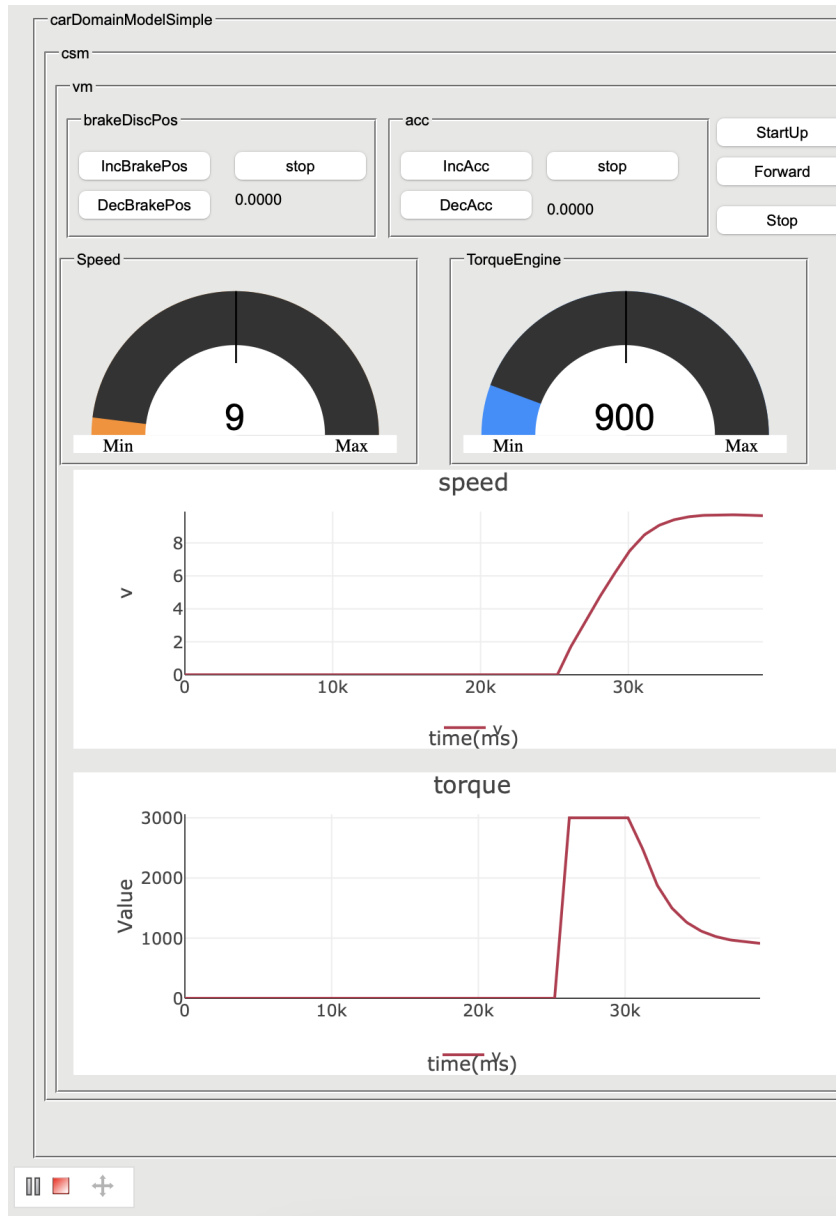 carDomainModelSimple
csm
vm
brakeDiscPos
acc
StartUp
IncBrakePos
stop
IncAcc
stop
Forward
DecBrakePos
0.0000
DecAcc
0.0000
Stop
Speed
TorqueEngine
9
900
Min
Max
Min
Max
speed
8
6
v
4
2
0
0
10k
20k
30k
v
time(ms)
torque
3000
2000
Value
1000
0
0
10k
20k
30k
v
time(ms)